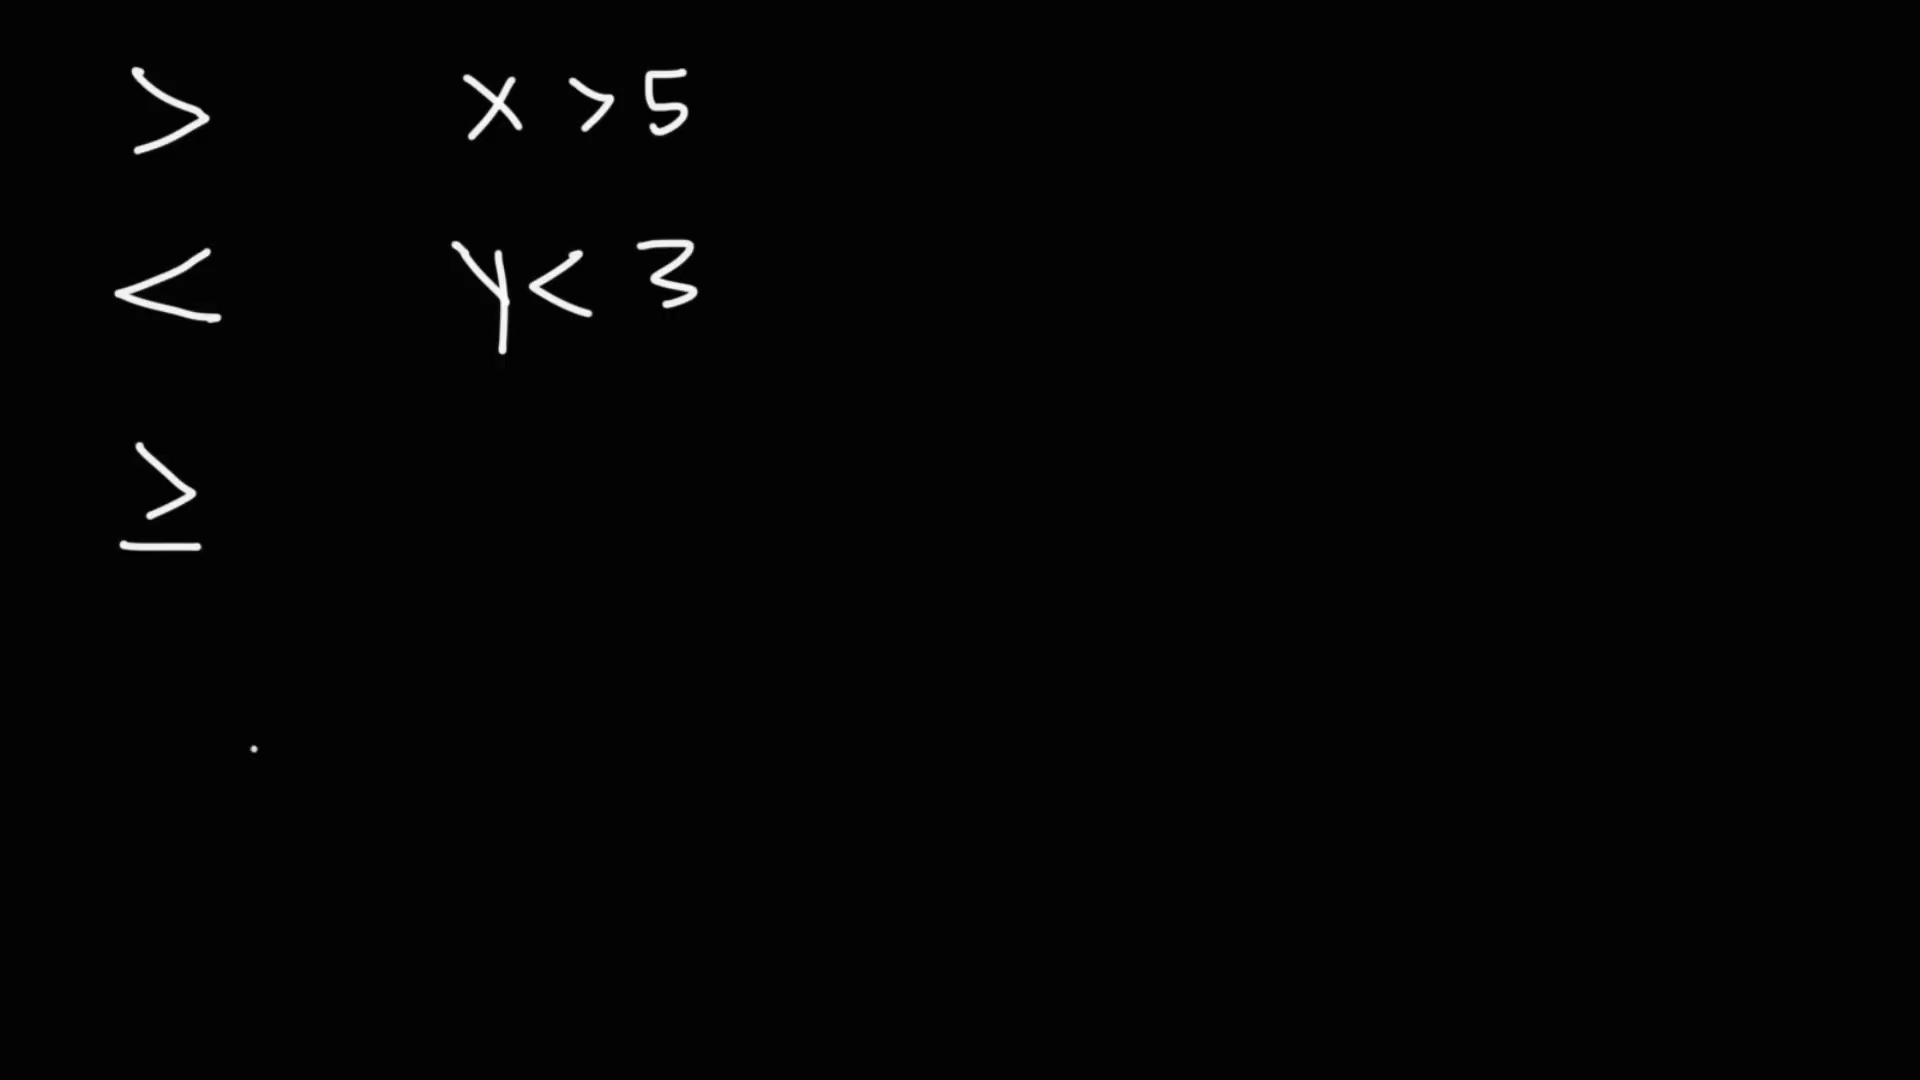 > x > 5
< y < 3
≥